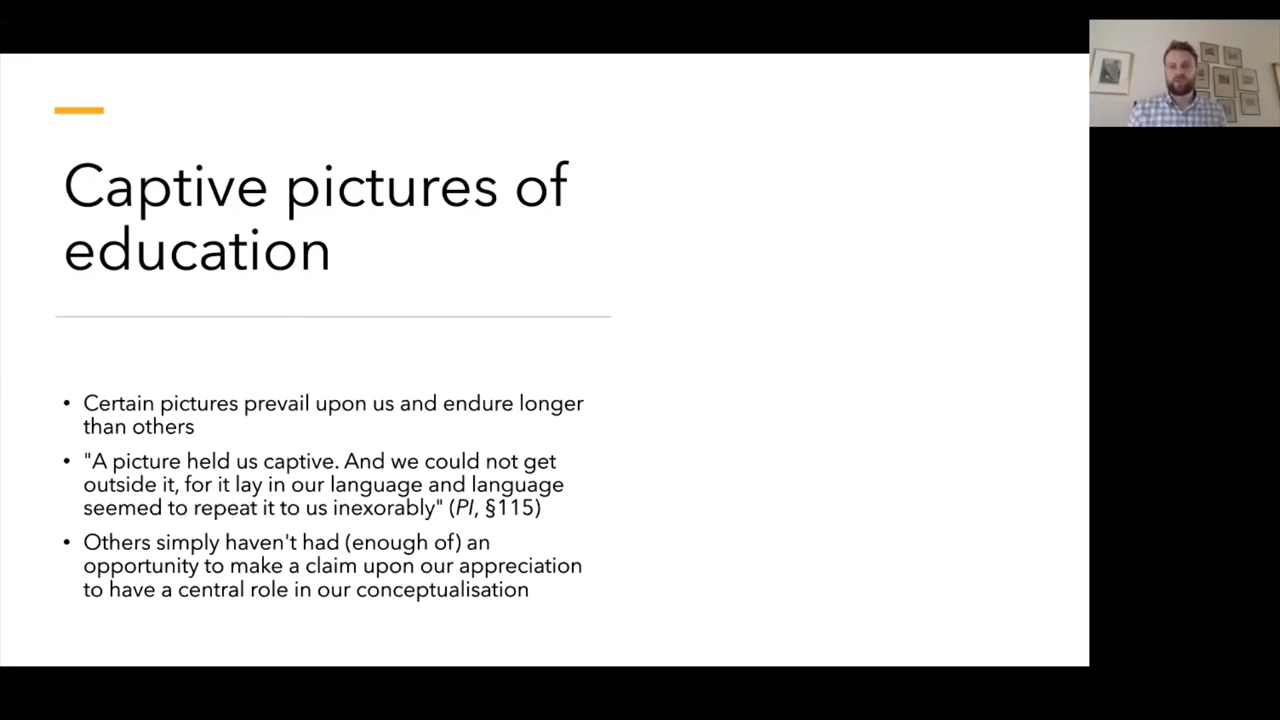 Captive pictures of
education
• Certain pictures prevail upon us and endure longer
than others
• "A picture held us captive. And we could not get
outside it, for it lay in our language and language
seemed to repeat it to us inexorably" (PI, §115)
• Others simply haven't had (enough of) an
opportunity to make a claim upon our appreciation
to have a central role in our conceptualisation